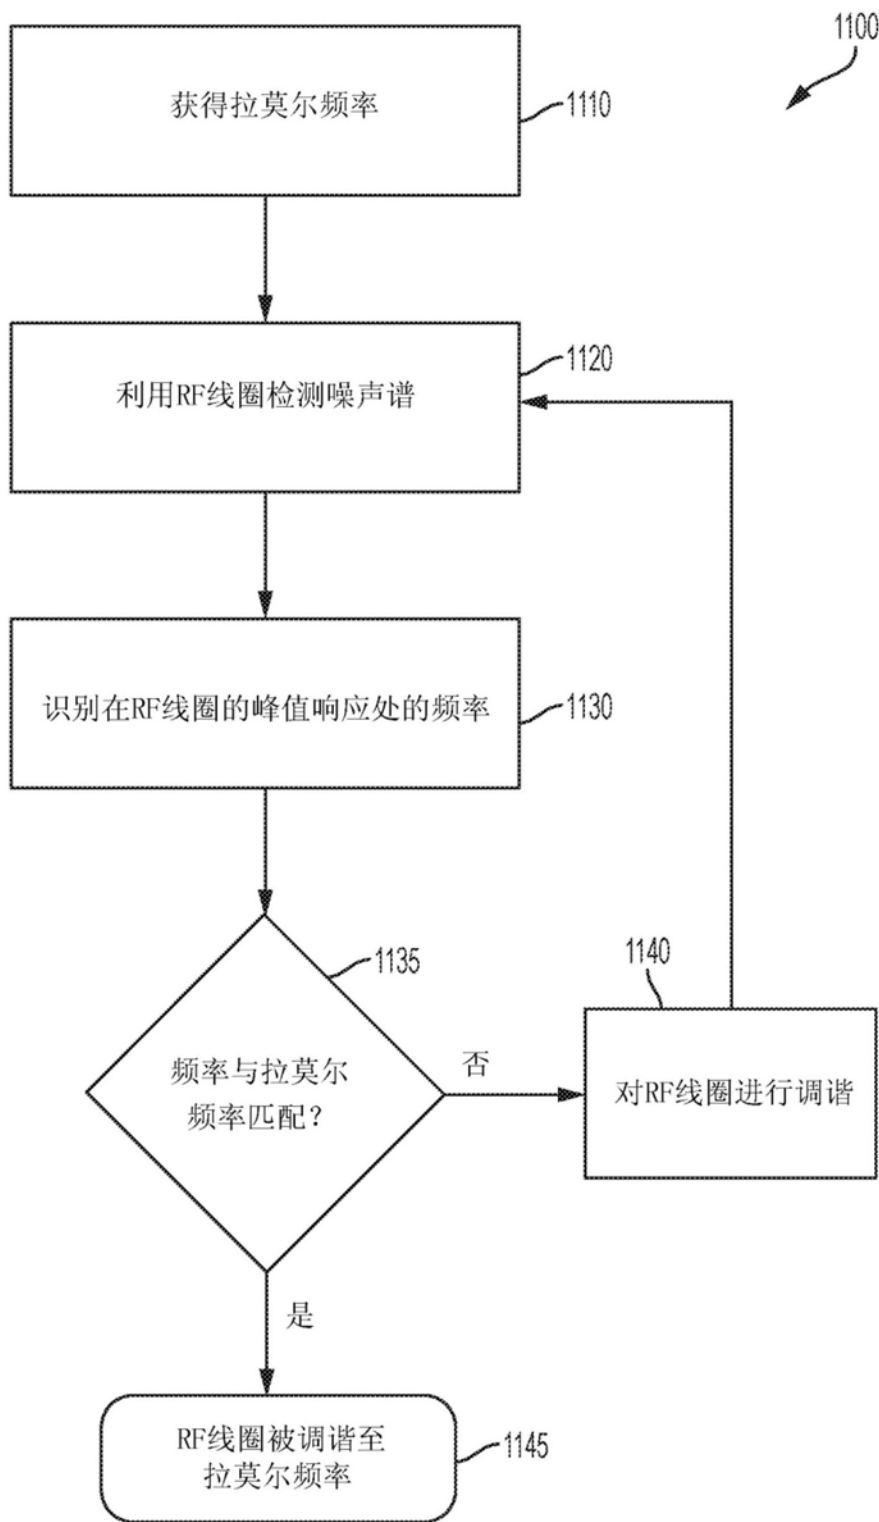 1100
获得拉莫尔频率
1110
利用RF线圈检测噪声谱
1120
识别在RF线圈的峰值响应处的频率
1130
频率与拉莫尔
频率匹配?
1135
否
对RF线圈进行调谐
1140
是
RF线圈被调谐至
拉莫尔频率
1145